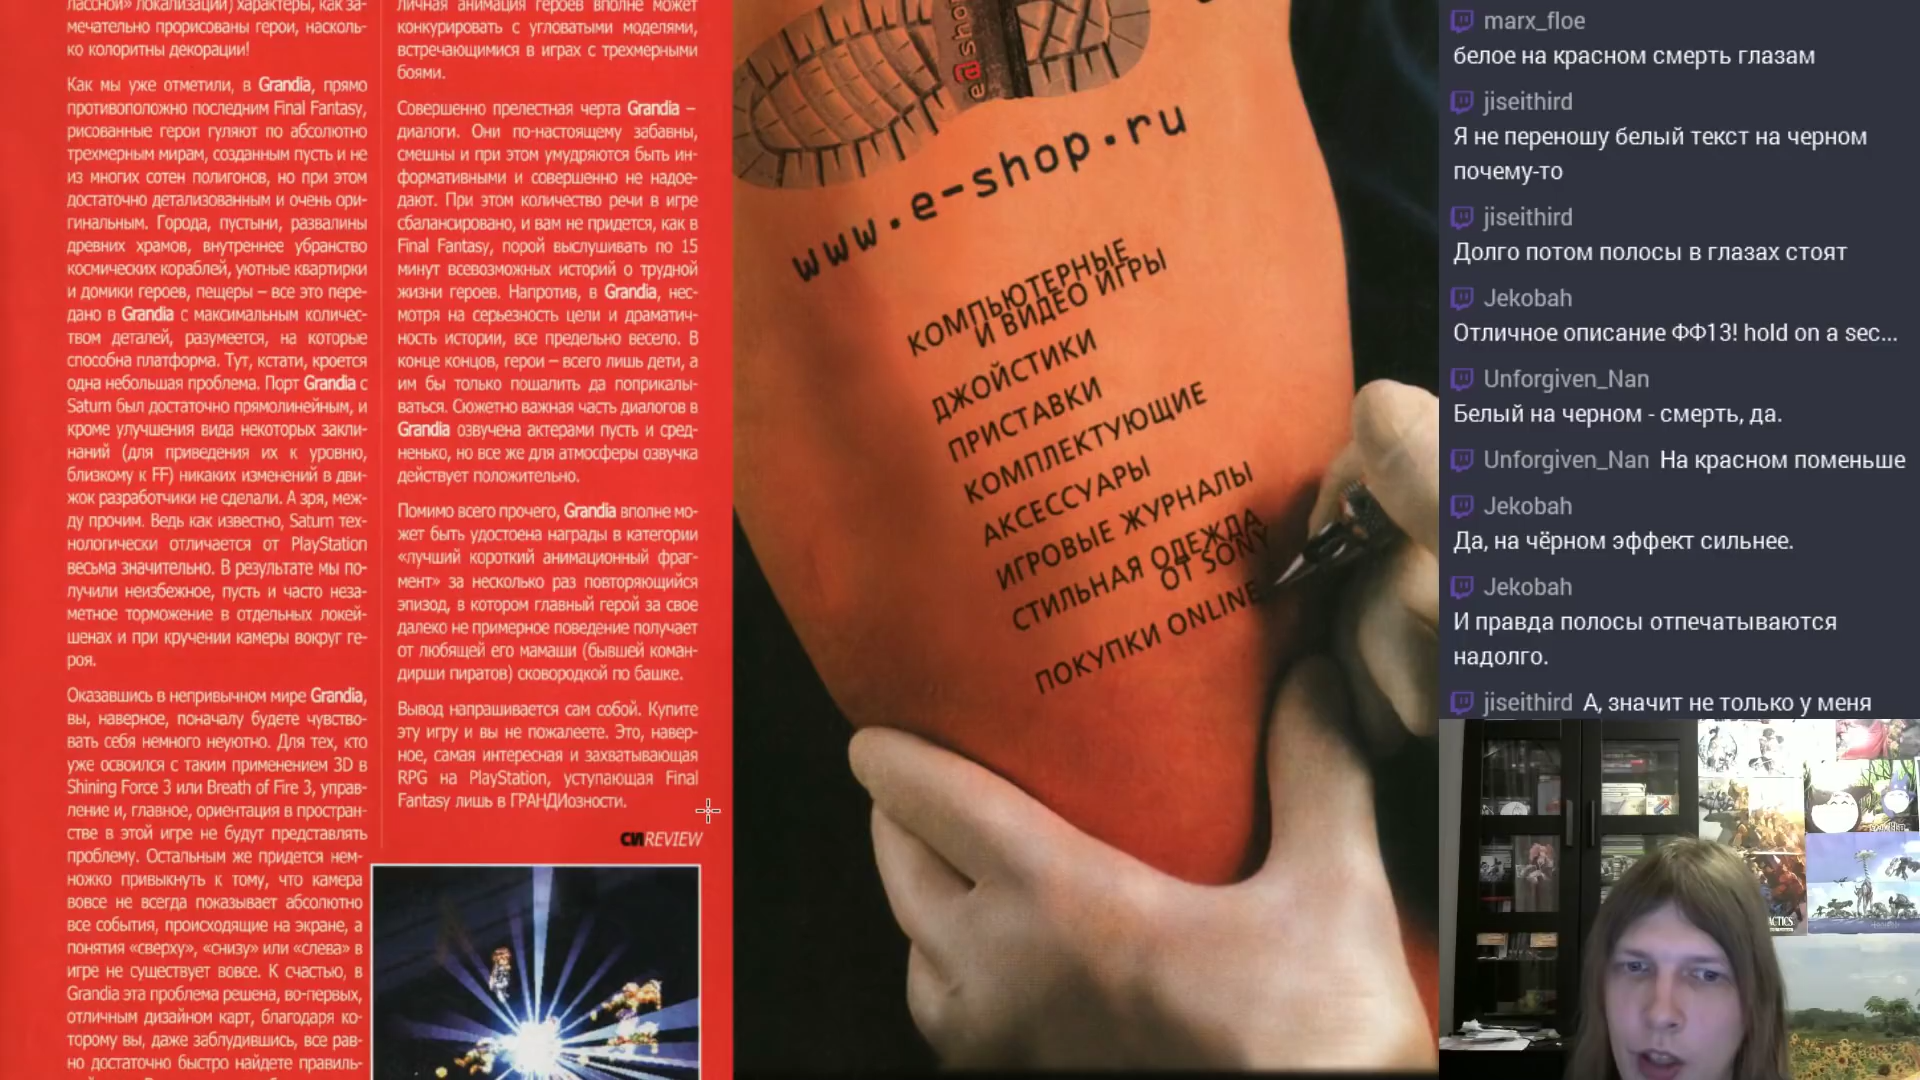 лассной» локализации) характеры, как за-
мечательно прорисованы герои, насколь-
ко колоритны декорации!
Как мы уже отметили, в Grandia, прямо
противоположно последним Final Fantasy,
рисованные герои гуляют по абсолютно
трехмерным мирам, созданным пусть и не
из многих сотен полигонов, но при этом
достаточно детализованным и очень ори-
гинальным. Города, пустыни, развалины
древних храмов, внутреннее убранство
космических кораблей, уютные квартирки
и домики героев, пещеры – все это пере-
дано в Grandia с максимальным количес-
твом деталей, разумеется, на которые
способна платформа. Тут, кстати, кроется
одна небольшая проблема. Порт Grandia с
Saturn был достаточно прямолинейным, и
кроме улучшения вида некоторых закли-
наний (для приведения их к уровню,
близкому к FF) никаких изменений в дви-
жок разработчики не сделали. А зря, меж-
ду прочим. Ведь как известно, Saturn тех-
нологически отличается от PlayStation
весьма значительно. В результате мы по-
лучили неизбежное, пусть и часто неза-
метное торможение в отдельных локей-
шенах и при кручении камеры вокруг ге-
роя.
Оказавшись в непривычном мире Grandia,
вы, наверное, поначалу будете чувство-
вать себя немного неуютно. Для тех, кто
уже освоился с таким применением 3D в
Shining Force 3 или Breath of Fire 3, управ-
ление и, главное, ориентация в простран-
стве в этой игре не будут представлять
проблему. Остальным же придется нем-
ножко привыкнуть к тому, что камера
вовсе не всегда показывает абсолютно
все события, происходящие на экране, а
понятия «сверху», «снизу» или «слева» в
игре не существует вовсе. К счастью, в
Grandia эта проблема решена, во-первых,
отличным дизайном карт, благодаря ко-
торому вы, даже заблудившись, все рав-
но достаточно быстро найдете правиль-
личная анимация героев вполне может
конкурировать с угловатыми моделями,
встречающимися в играх с трехмерными
боями.
Совершенно прелестная черта Grandia –
диалоги. Они по-настоящему забавны,
смешны и при этом умудряются быть ин-
формативными и совершенно не надое-
дают. При этом количество речи в игре
сбалансировано, и вам не придется, как в
Final Fantasy, порой выслушивать по 15
минут всевозможных историй о трудной
жизни героев. Напротив, в Grandia, нес-
мотря на серьезность цели и драматич-
ность истории, все предельно весело. В
конце концов, герои – всего лишь дети, а
им бы только пошалить да поприкалы-
ваться. Сюжетно важная часть диалогов в
Grandia озвучена актерами пусть и сред-
ненько, но все же для атмосферы озвучка
действует положительно.
Помимо всего прочего, Grandia вполне мо-
жет быть удостоена награды в категории
«лучший короткий анимационный фраг-
мент» за несколько раз повторяющийся
эпизод, в котором главный герой за свое
далеко не примерное поведение получает
от любящей его мамаши (бывшей коман-
дирши пиратов) сковородкой по башке.
Вывод напрашивается сам собой. Купите
эту игру и вы не пожалеете. Это, навер-
ное, самая интересная и захватывающая
RPG на PlayStation, уступающая Final
Fantasy лишь в ГРАНДИозности.
СИ REVIEW
e@shop
www.e-shop.ru
КОМПЬЮТЕРНЫЕ
И ВИДЕО ИГРЫ
ДЖОЙСТИКИ
ПРИСТАВКИ
КОМПЛЕКТУЮЩИЕ
АКСЕССУАРЫ
ИГРОВЫЕ ЖУРНАЛЫ
СТИЛЬНАЯ ОДЕЖДА
ОТ SONY
ПОКУПКИ ONLINE
marx_floe
белое на красном смерть глазам
jiseithird
Я не переношу белый текст на черном
почему-то
jiseithird
Долго потом полосы в глазах стоят
Jekobah
Отличное описание ФФ13! hold on a sec...
Unforgiven_Nan
Белый на черном - смерть, да.
Unforgiven_Nan На красном поменьше
Jekobah
Да, на чёрном эффект сильнее.
Jekobah
И правда полосы отпечатываются
надолго.
jiseithird А, значит не только у меня